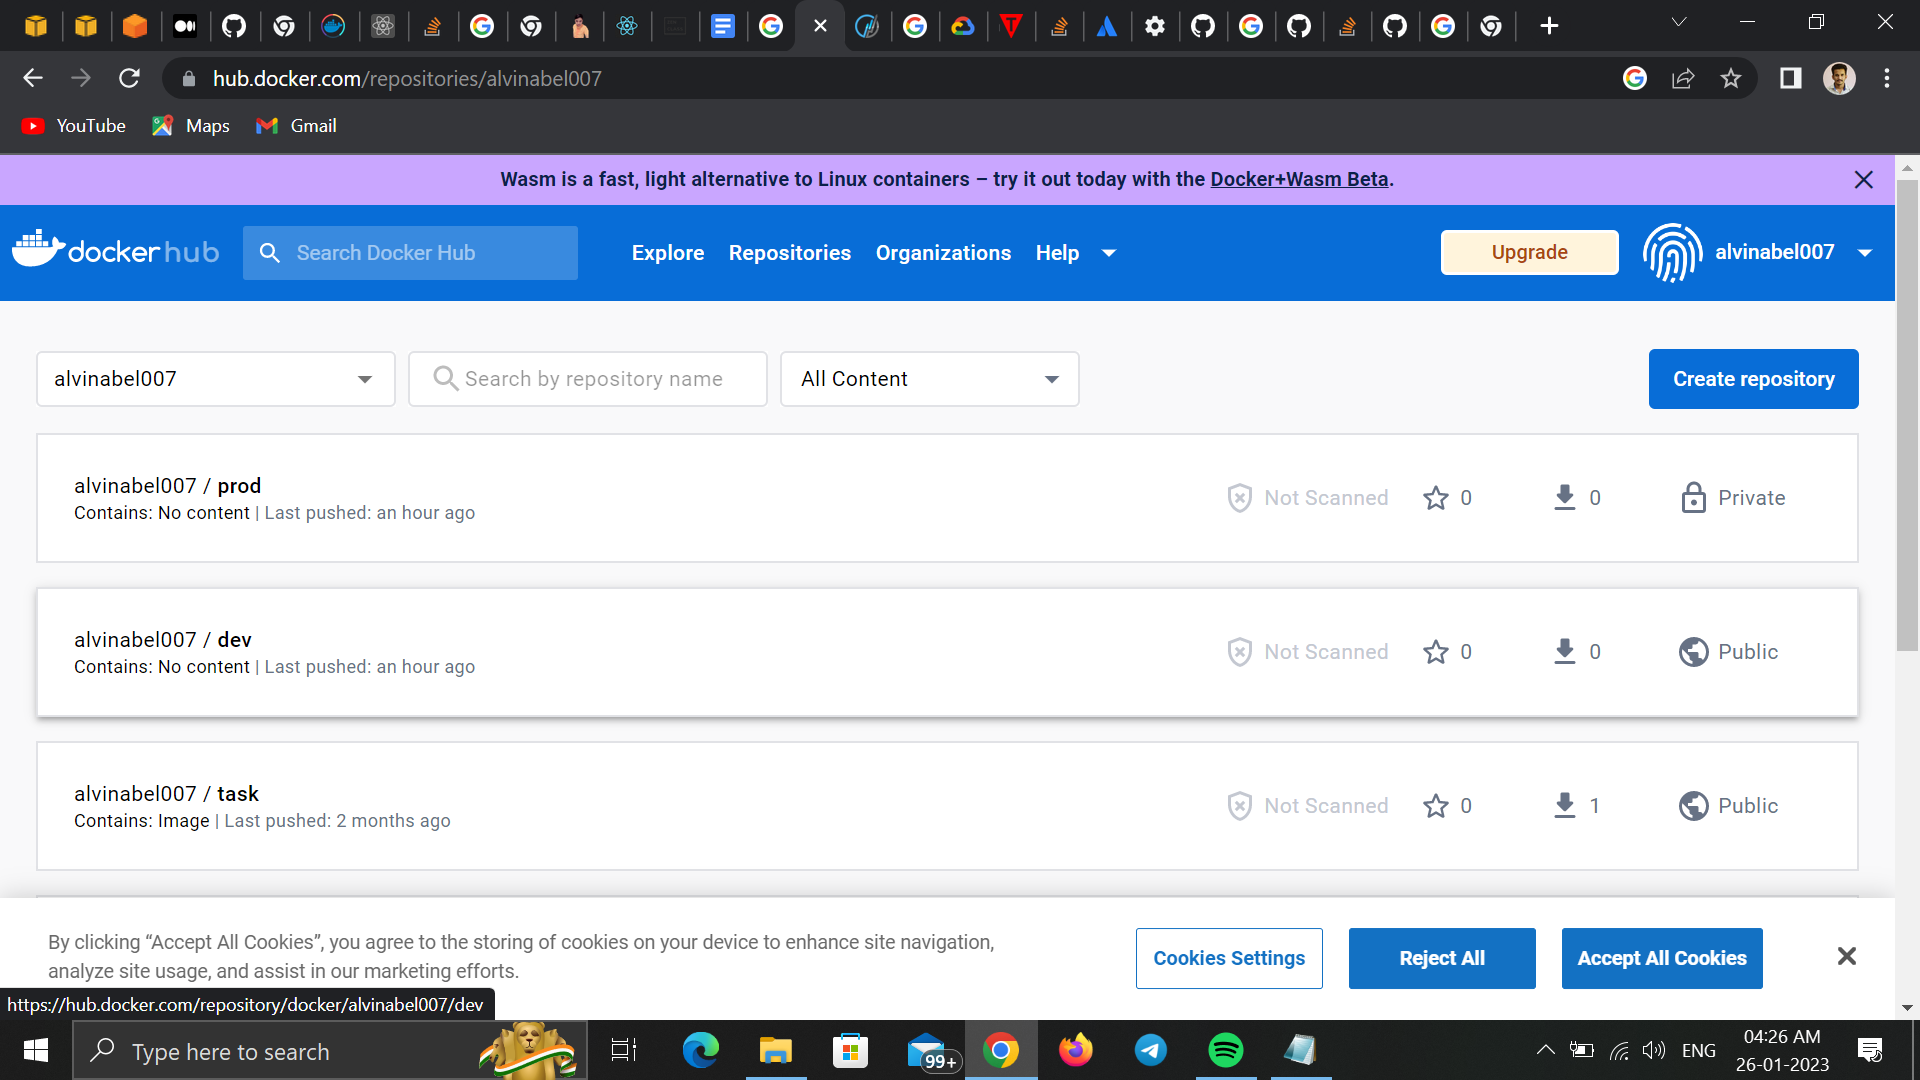 hub.docker.com/repositories/alvinabel007
YouTube
Maps
Gmail
Wasm is a fast, light alternative to Linux containers – try it out today with the Docker+Wasm Beta.
docker hub
Search Docker Hub
Explore
Repositories
Organizations
Help
Upgrade
alvinabel007
alvinabel007
Search by repository name
All Content
Create repository
alvinabel007 / prod
Contains: No content | Last pushed: an hour ago
Not Scanned
0
0
Private
alvinabel007 / dev
Contains: No content | Last pushed: an hour ago
Not Scanned
0
0
Public
alvinabel007 / task
Contains: Image | Last pushed: 2 months ago
Not Scanned
0
1
Public
By clicking “Accept All Cookies”, you agree to the storing of cookies on your device to enhance site navigation,
analyze site usage, and assist in our marketing efforts.
Cookies Settings
Reject All
Accept All Cookies
https://hub.docker.com/repository/docker/alvinabel007/dev
Type here to search
99+
ENG
04:26 AM
26-01-2023